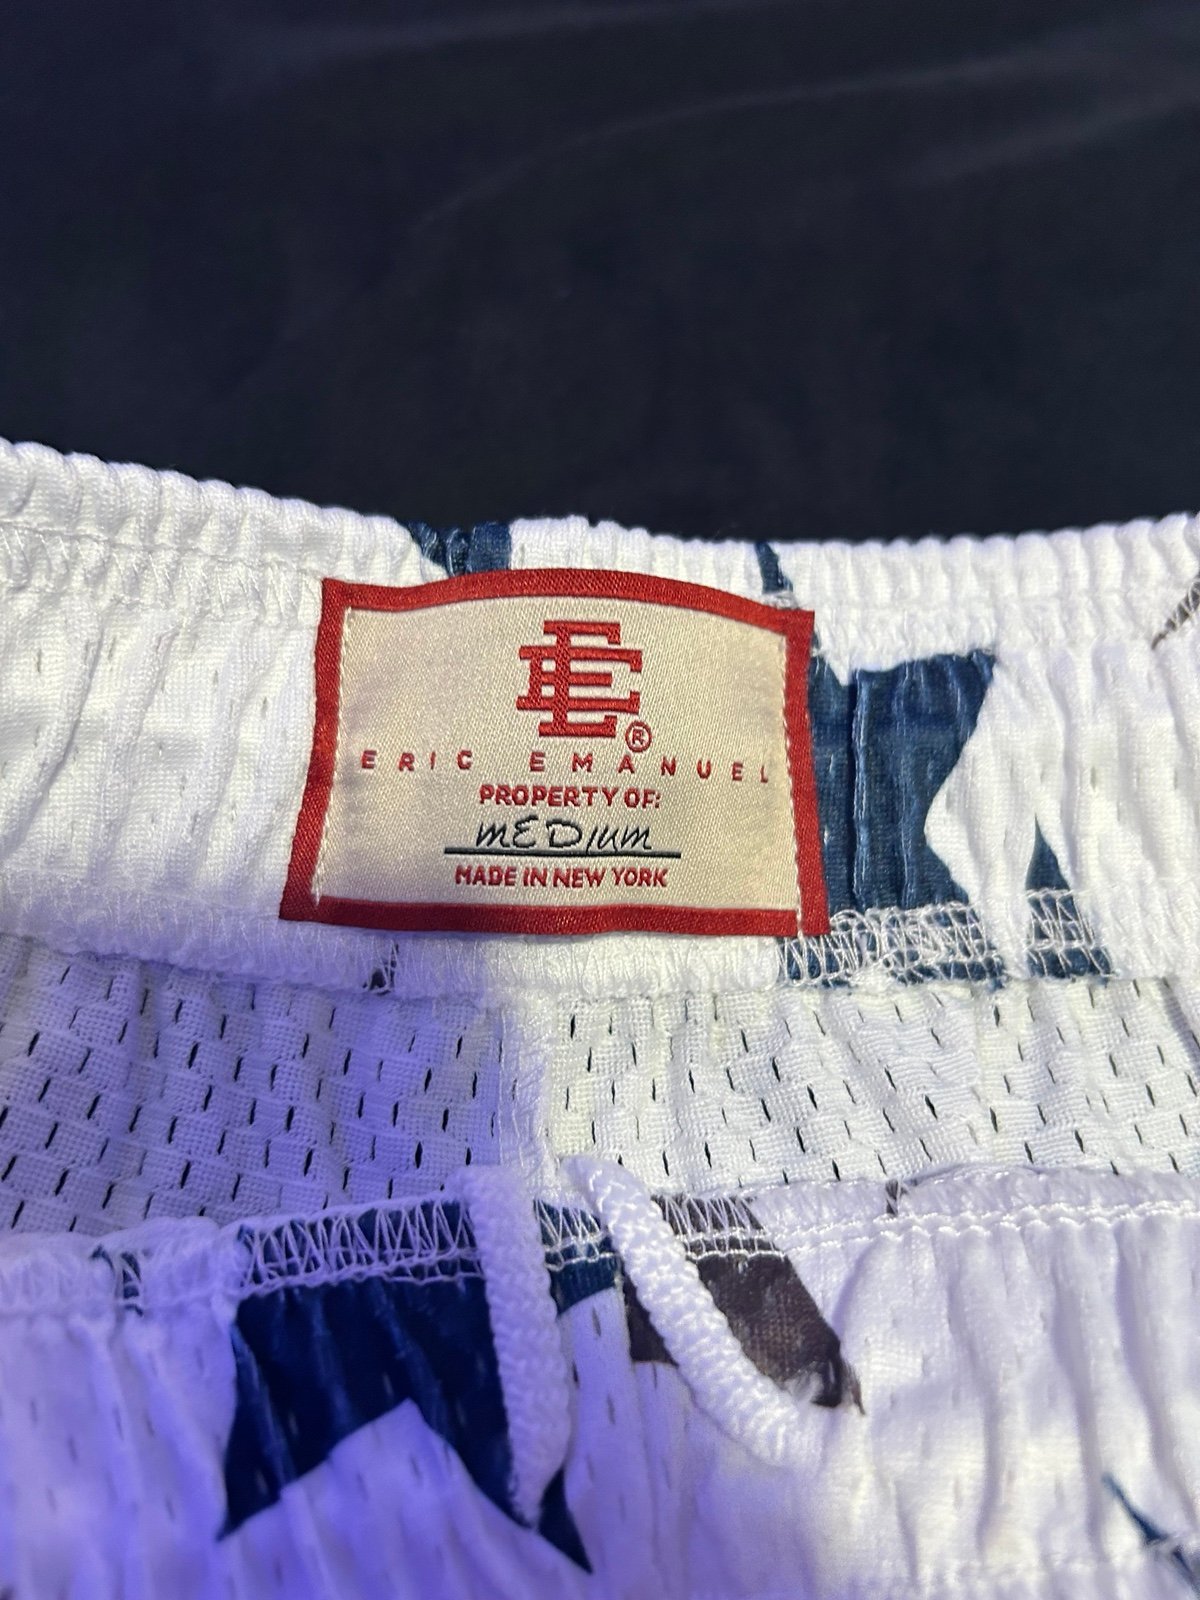 EE®
ERIC EMANUEL
PROPERTY OF:
mEDIum
MADE IN NEW YORK